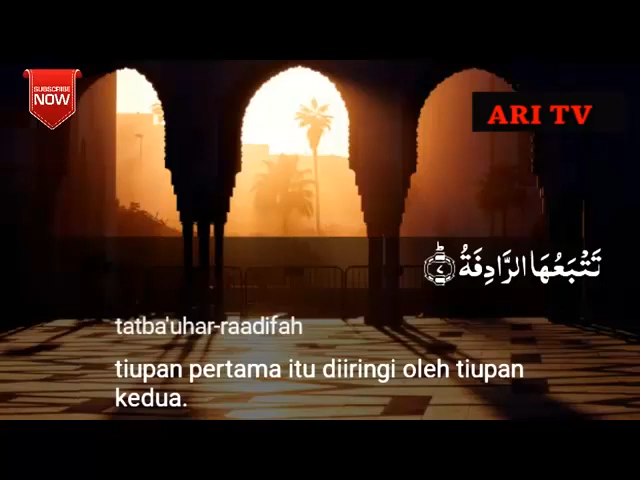 SUBSCRIBE
NOW
ARI TV
تَتْبَعُهَا الرَّادِفَةُ ۗ ٧
tatba'uhar-raadifah
tiupan pertama itu diiringi oleh tiupan
kedua.